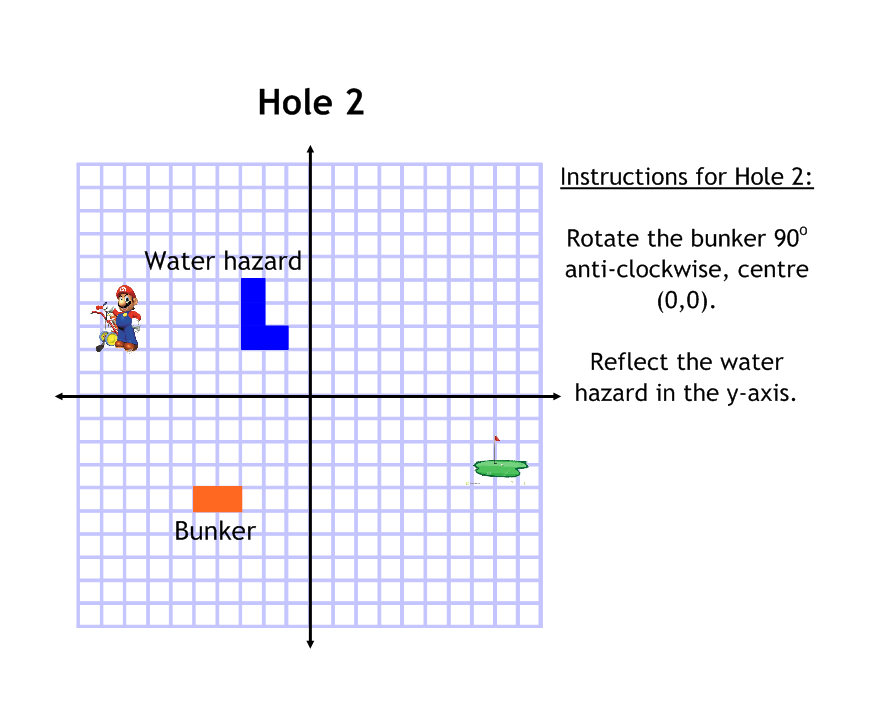 Hole 2
Instructions for Hole 2:
Rotate the bunker 90°
anti-clockwise, centre
(0,0).
Reflect the water
hazard in the y-axis.
Water hazard
Bunker